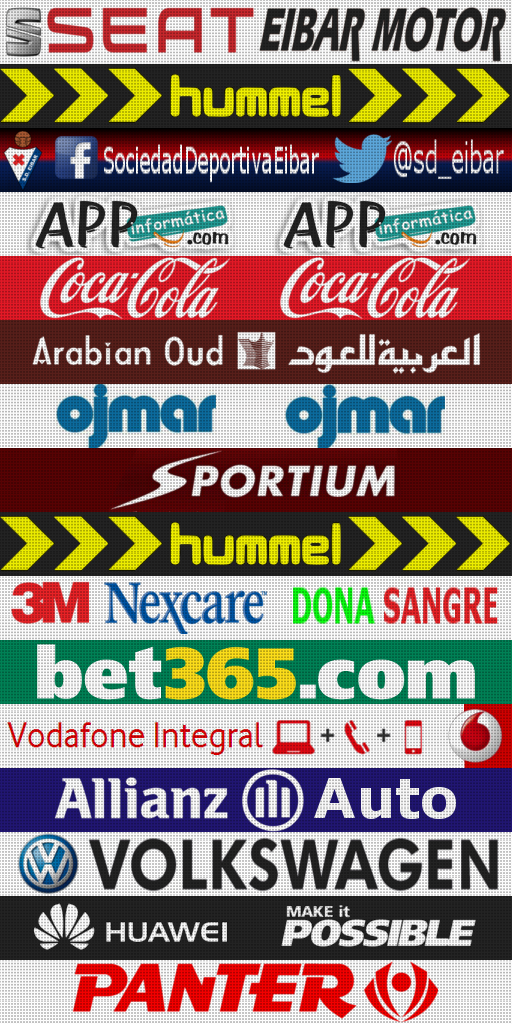 SEAT EIBAR MOTOR
hummel
S.D. EIBAR f SociedadDeportivaEibar @sd_eibar
APP informática .com APP informática .com
Coca-Cola Coca-Cola
Arabian Oud العربية للعود
ojmar ojmar
SPORTIUM
hummel
3M Nexcare™ DONA SANGRE
bet365.com
Vodafone Integral + +
Allianz Auto
VOLKSWAGEN
HUAWEI MAKE it POSSIBLE
PANTER